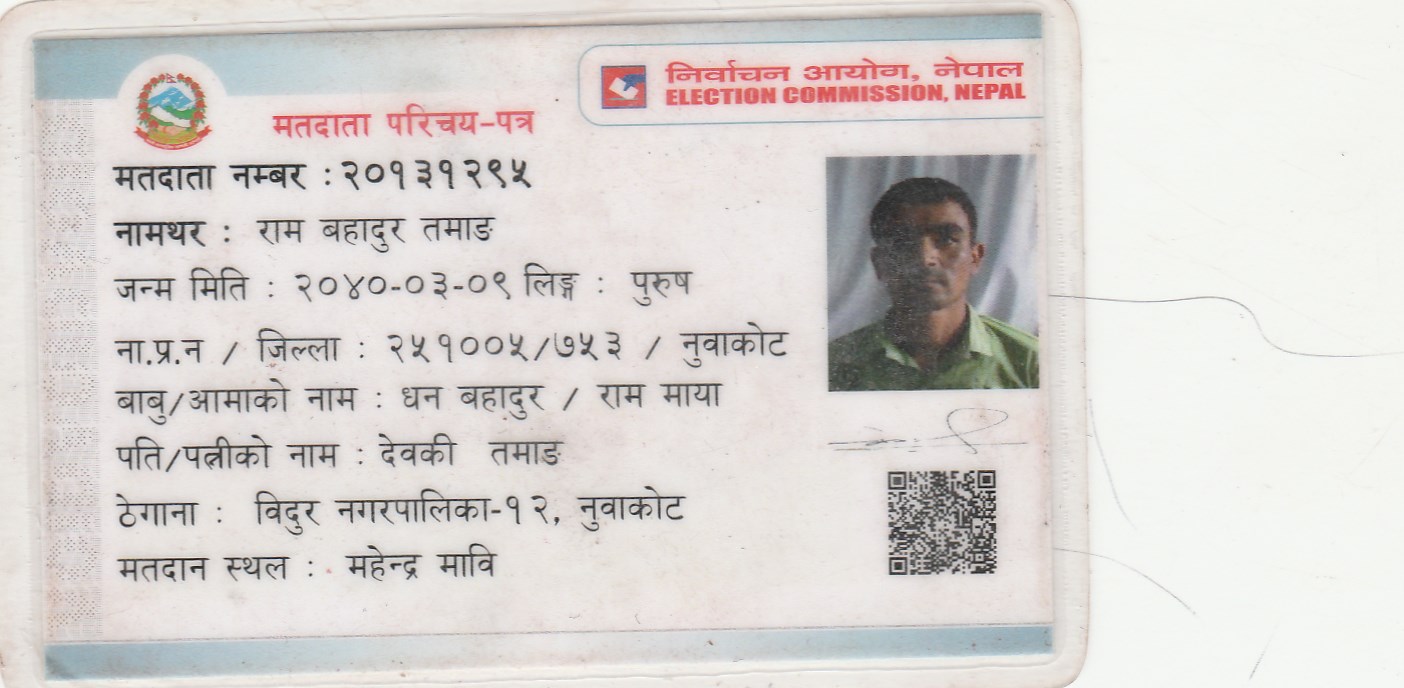 निर्वाचन आयोग, नेपाल
ELECTION COMMISSION, NEPAL
मतदाता परिचय-पत्र
मतदाता नम्बर : २०१३१२९५
नामथर : राम बहादुर तमाङ
जन्म मिति : २०४०-०३-०९ लिङ्ग : पुरुष
ना.प्र.न / जिल्ला : २५१००५/७५३ / नुवाकोट
बाबु/आमाको नाम : धन बहादुर / राम माया
पति/पत्नीको नाम : देवकी तमाङ
ठेगाना : विदुर नगरपालिका-१२, नुवाकोट
मतदान स्थल : महेन्द्र मावि